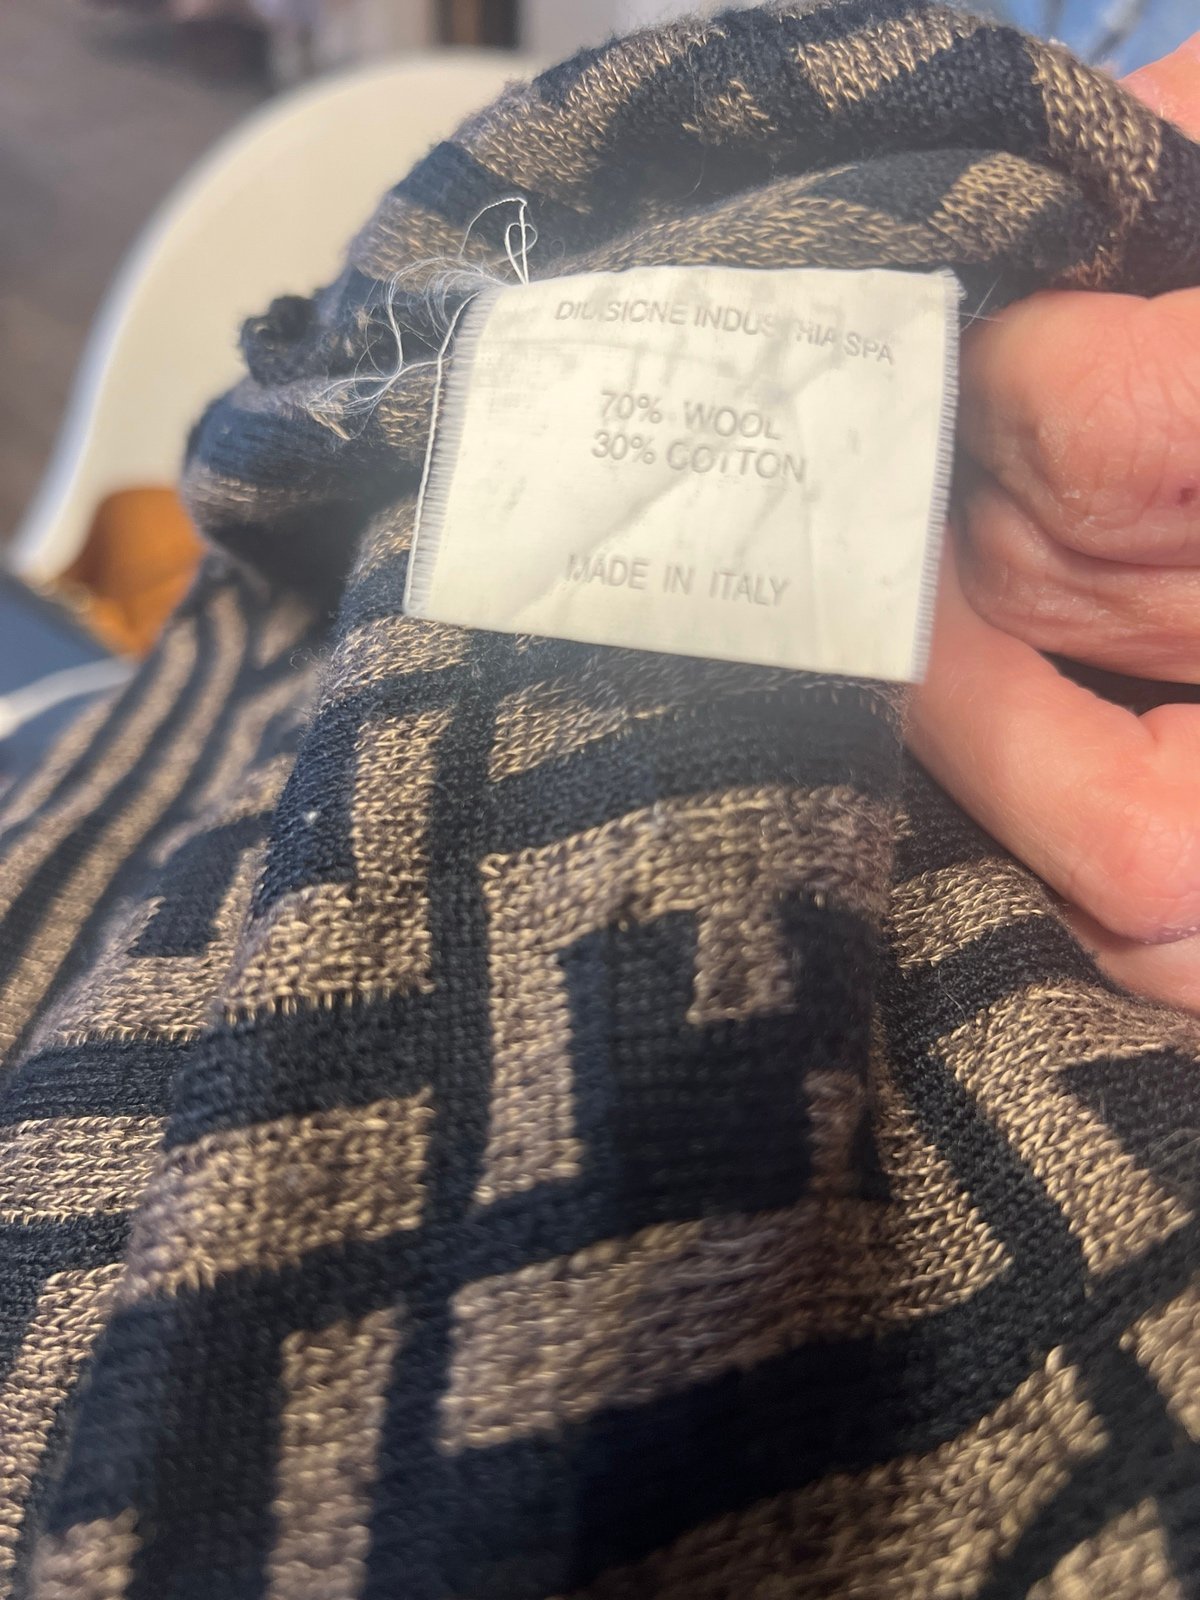 DIVISIONE INDUSTRIA SPA
70% WOOL
30% COTTON
MADE IN ITALY